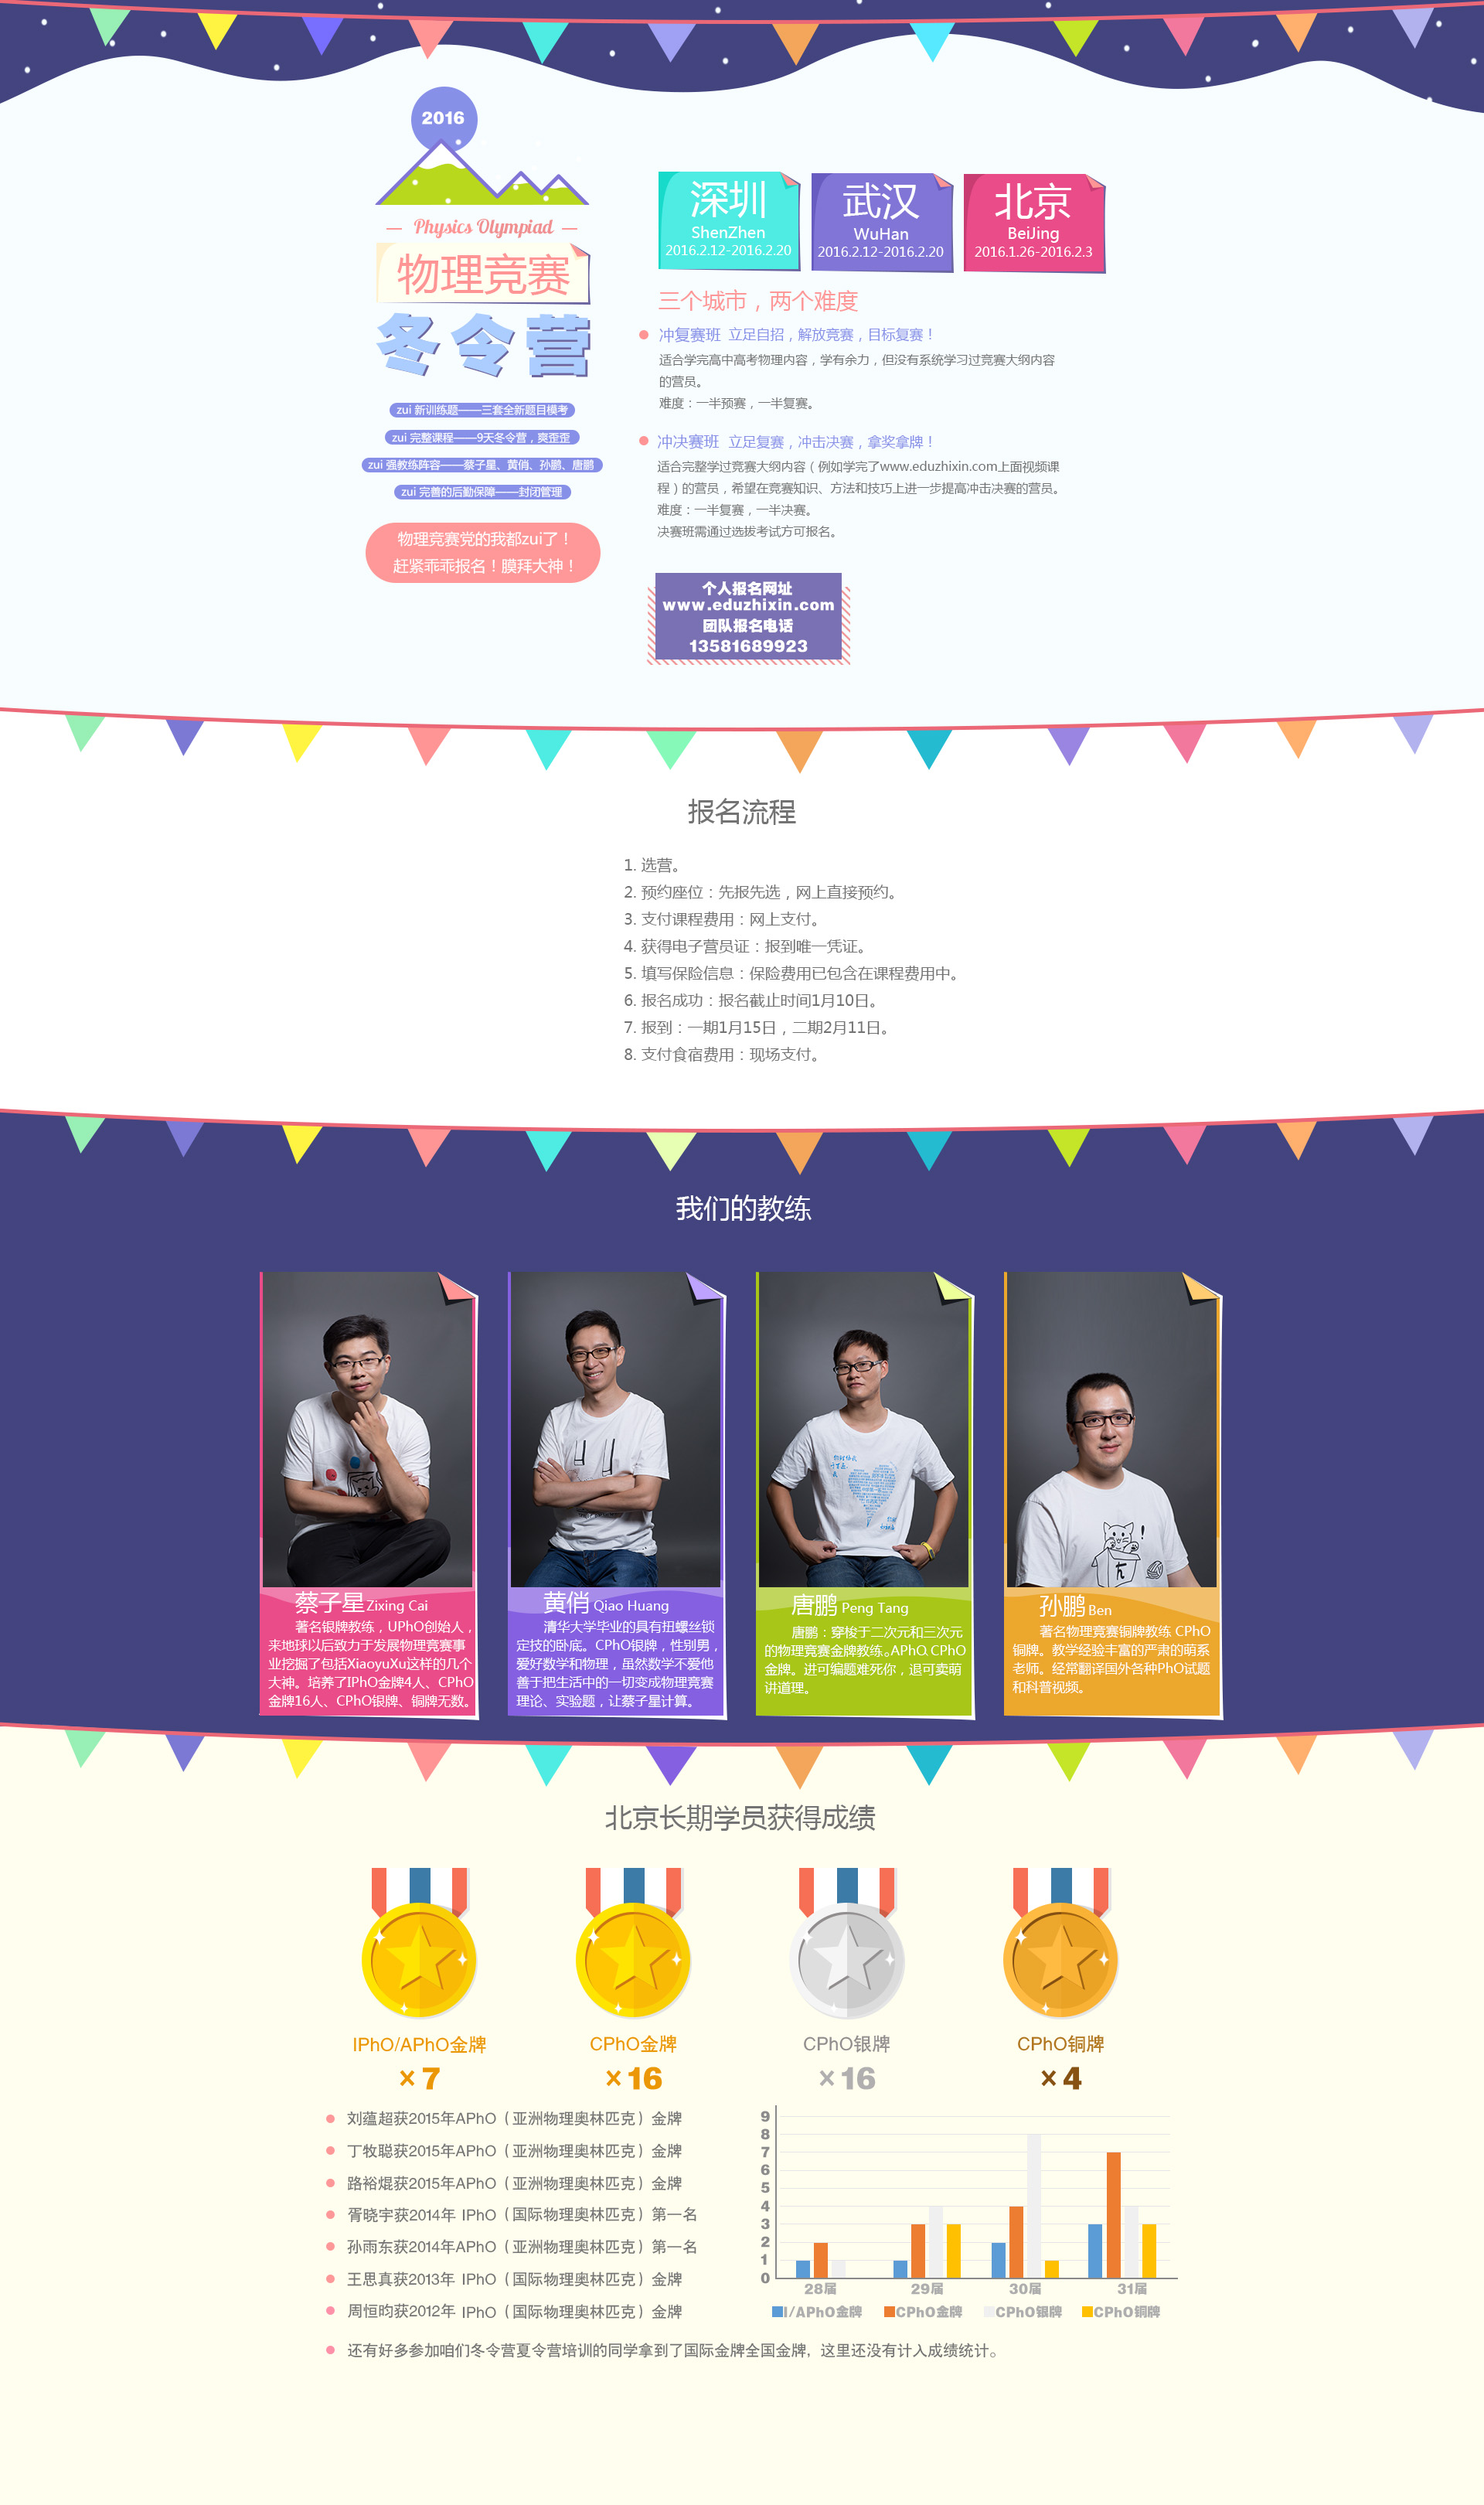 2016
Physics Olympiad
物理竞赛
冬令营
zui 新训练题——三套全新题目模考
zui 完整课程——9天冬令营，爽歪歪
zui 强教练阵容——蔡子星、黄俏、孙鹏、唐鹏
zui 完善的后勤保障——封闭管理
物理竞赛党的我都zui了！
赶紧乖乖报名！膜拜大神！
深圳
ShenZhen
2016.2.12-2016.2.20
武汉
WuHan
2016.2.12-2016.2.20
北京
BeiJing
2016.1.26-2016.2.3
三个城市，两个难度
冲复赛班 立足自招，解放竞赛，目标复赛！
适合学完高中高考物理内容，学有余力，但没有系统学习过竞赛大纲内容
的营员。
难度：一半预赛，一半复赛。
冲决赛班 立足复赛，冲击决赛，拿奖拿牌！
适合完整学过竞赛大纲内容（例如学完了www.eduzhixin.com上面视频课
程）的营员，希望在竞赛知识、方法和技巧上进一步提高冲击决赛的营员。
难度：一半复赛，一半决赛。
决赛班需通过选拔考试方可报名。
个人报名网址
www.eduzhixin.com
团队报名电话
13581689923
报名流程
1. 选营。
2. 预约座位：先报先选，网上直接预约。
3. 支付课程费用：网上支付。
4. 获得电子营员证：报到唯一凭证。
5. 填写保险信息：保险费用已包含在课程费用中。
6. 报名成功：报名截止时间1月10日。
7. 报到：一期1月15日，二期2月11日。
8. 支付食宿费用：现场支付。
我们的教练
蔡子星 Zixing Cai
著名银牌教练，UPhO创始人，
来地球以后致力于发展物理竞赛事
业挖掘了包括XiaoyuXu这样的几个
大神。培养了IPhO金牌4人、CPhO
金牌16人、CPhO银牌、铜牌无数。
黄俏 Qiao Huang
清华大学毕业的具有扭螺丝锁
定技的卧底。CPhO银牌，性别男，
爱好数学和物理，虽然数学不爱他
善于把生活中的一切变成物理竞赛
理论、实验题，让蔡子星计算。
唐鹏 Peng Tang
唐鹏：穿梭于二次元和三次元
的物理竞赛金牌教练。APhO、CPhO
金牌。进可编题难死你，退可卖萌
讲道理。
孙鹏 Ben
著名物理竞赛铜牌教练 CPhO
铜牌。教学经验丰富的严肃的萌系
老师。经常翻译国外各种PhO试题
和科普视频。
北京长期学员获得成绩
IPhO/APhO金牌
×7
CPhO金牌
×16
CPhO银牌
×16
CPhO铜牌
×4
刘蕴超获2015年APhO（亚洲物理奥林匹克）金牌
丁牧聪获2015年APhO（亚洲物理奥林匹克）金牌
路裕焜获2015年APhO（亚洲物理奥林匹克）金牌
胥晓宇获2014年 IPhO（国际物理奥林匹克）第一名
孙雨东获2014年APhO（亚洲物理奥林匹克）第一名
王思真获2013年 IPhO（国际物理奥林匹克）金牌
周恒昀获2012年 IPhO（国际物理奥林匹克）金牌
还有好多参加咱们冬令营夏令营培训的同学拿到了国际金牌全国金牌，这里还没有计入成绩统计。
9
8
7
6
5
4
3
2
1
0
28届 29届 30届 31届
I/APhO金牌 CPhO金牌 CPhO银牌 CPhO铜牌